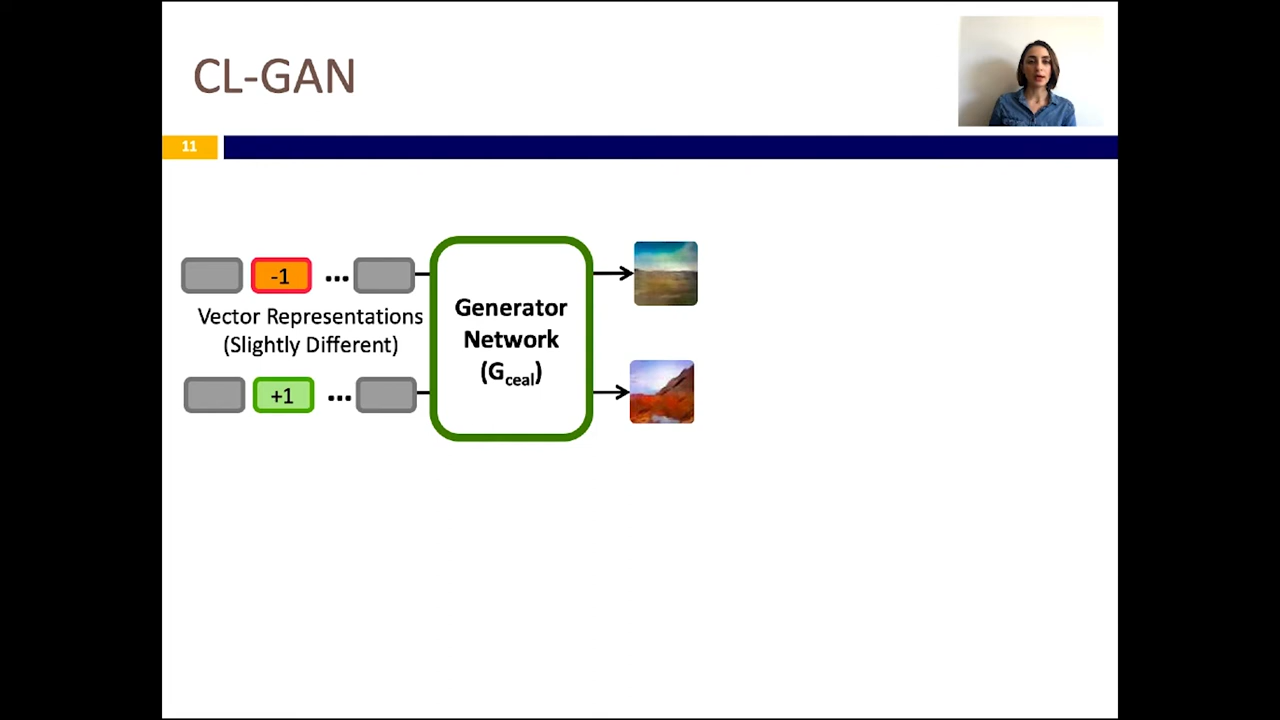 CL-GAN
11
-1
...
Vector Representations
(Slightly Different)
+1
...
Generator
Network
(Gceal)